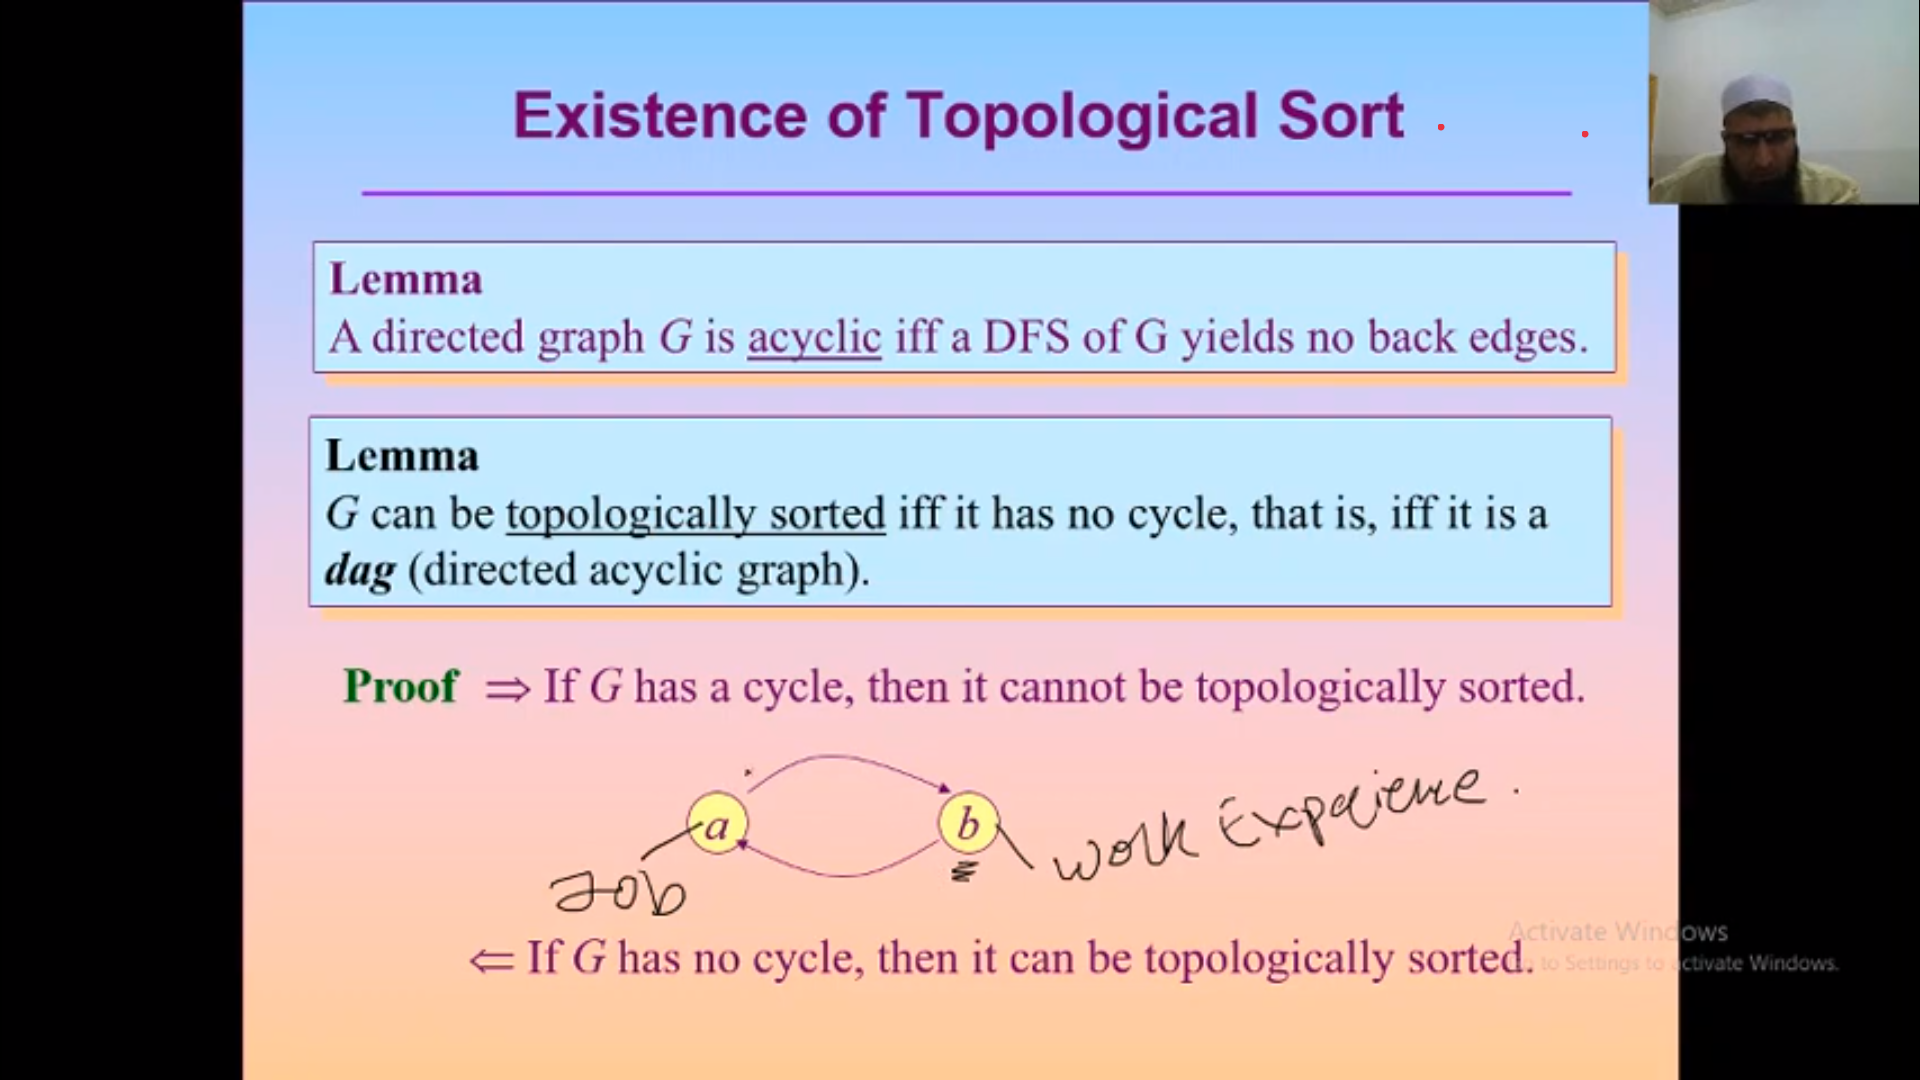 Existence of Topological Sort
Lemma
A directed graph G is acyclic iff a DFS of G yields no back edges.
Lemma
G can be topologically sorted iff it has no cycle, that is, iff it is a
dag (directed acyclic graph).
Proof ⇒ If G has a cycle, then it cannot be topologically sorted.
a b
Job work Experience.
⇐ If G has no cycle, then it can be topologically sorted.
Activate Windows
Go to Settings to activate Windows.